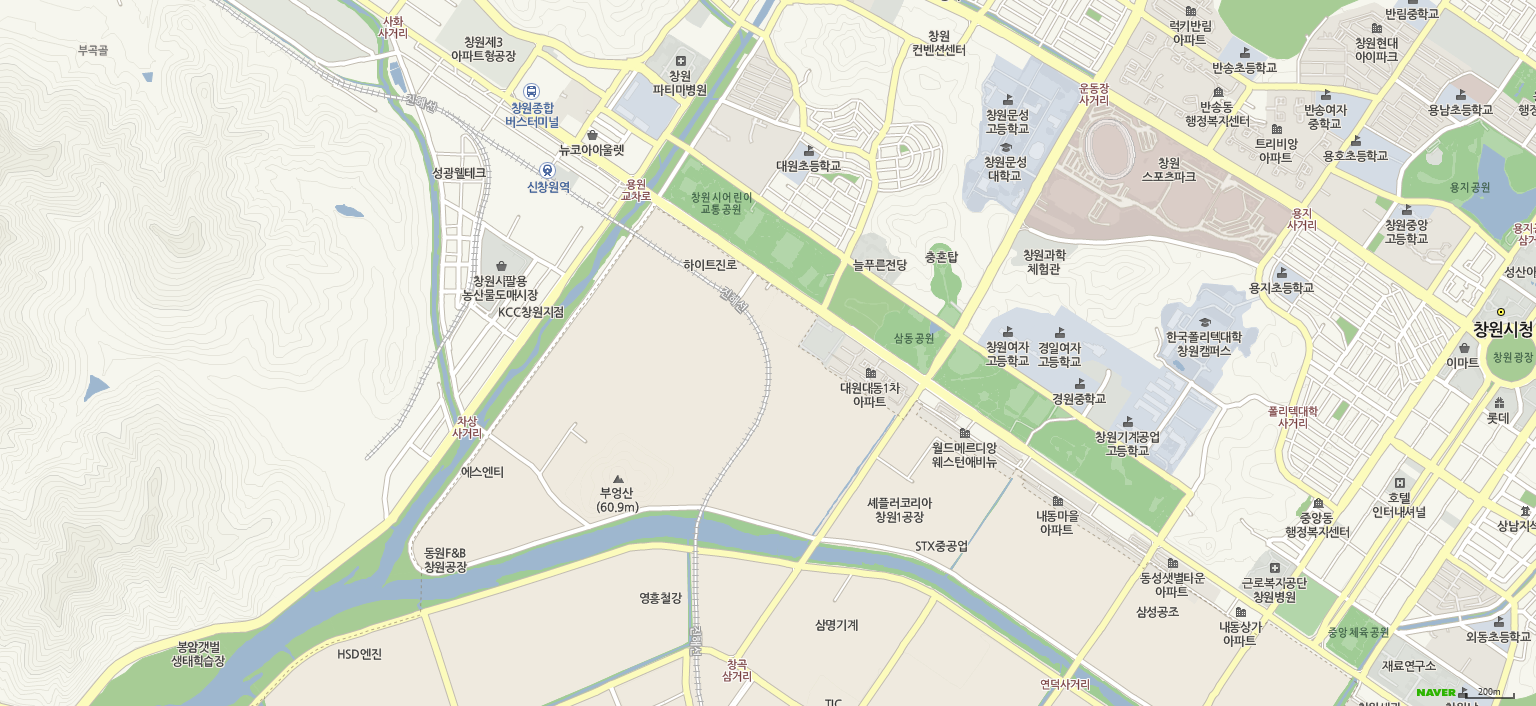 사화
사거리
부곡골
창원제3
아파트형공장
창원
파티마병원
창원
컨벤션센터
럭키반림
아파트
반림중학교
창원현대
아이파크
반송초등학교
창원종합
버스터미널
뉴코아아울렛
진해선
성광웰테크
신창원역
용원
교차로
창원시어린이
교통공원
대원초등학교
창원문성
고등학교
창원문성
대학교
운동장
사거리
반송동
행정복지센터
반송여자
중학교
용남초등학교
트리비앙
아파트
용호초등학교
창원
스포츠파크
용지공원
용지
사거리
창원중앙
고등학교
창원시팔용
농산물도매시장
KCC창원지점
하이트진로
진해선
늘푸른전당
충혼탑
창원과학
체험관
용지초등학교
삼동공원
창원여자
고등학교
경일여자
고등학교
한국폴리텍대학
창원캠퍼스
창원시청
이마트
창원광장
롯데
대원대동1차
아파트
경원중학교
폴리텍대학
사거리
차상
사거리
에스엔티
부엉산
(60.9m)
월드메르디앙
웨스턴애비뉴
창원기계공업
고등학교
셰플러코리아
창원1공장
내동마을
아파트
호텔
인터내셔널
중앙동
행정복지센터
동원F&B
창원공장
STX중공업
동성샛별타운
아파트
근로복지공단
창원병원
영흥철강
삼명기계
삼성공조
내동상가
아파트
중앙체육공원
외동초등학교
봉암갯벌
생태학습장
HSD엔진
진해선
창곡
삼거리
연덕사거리
재료연구소
TIC
NAVER
200m